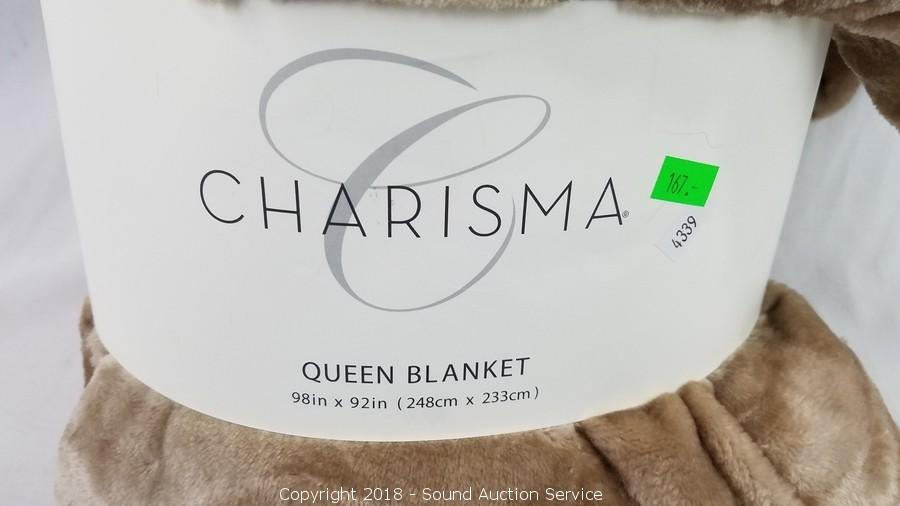 CHARISMA®
167.-
4339
QUEEN BLANKET
98in x 92in (248cm x 233cm)
Copyright 2018 - Sound Auction Service